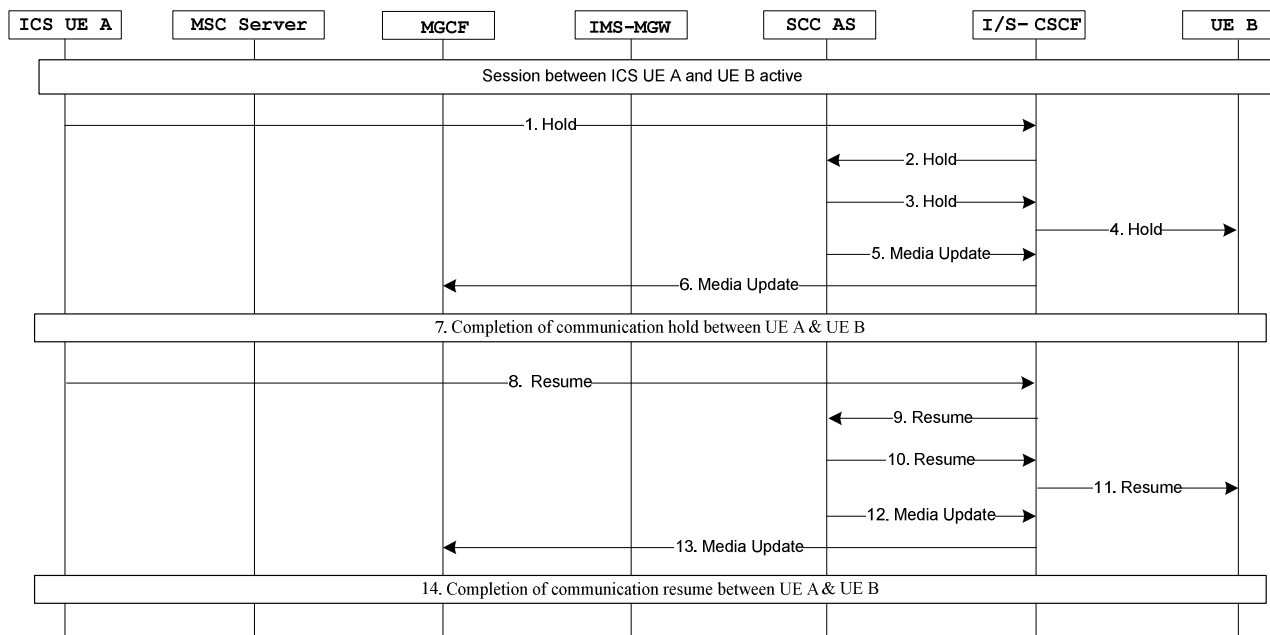 ICS UE A MSC Server MGCF IMS-MGW SCC AS I/S- CSCF UE B
Session between ICS UE A and UE B active
1. Hold
2. Hold
3. Hold
4. Hold
5. Media Update
6. Media Update
7. Completion of communication hold between UE A & UE B
8. Resume
9. Resume
10. Resume
11. Resume
12. Media Update
13. Media Update
14. Completion of communication resume between UE A & UE B